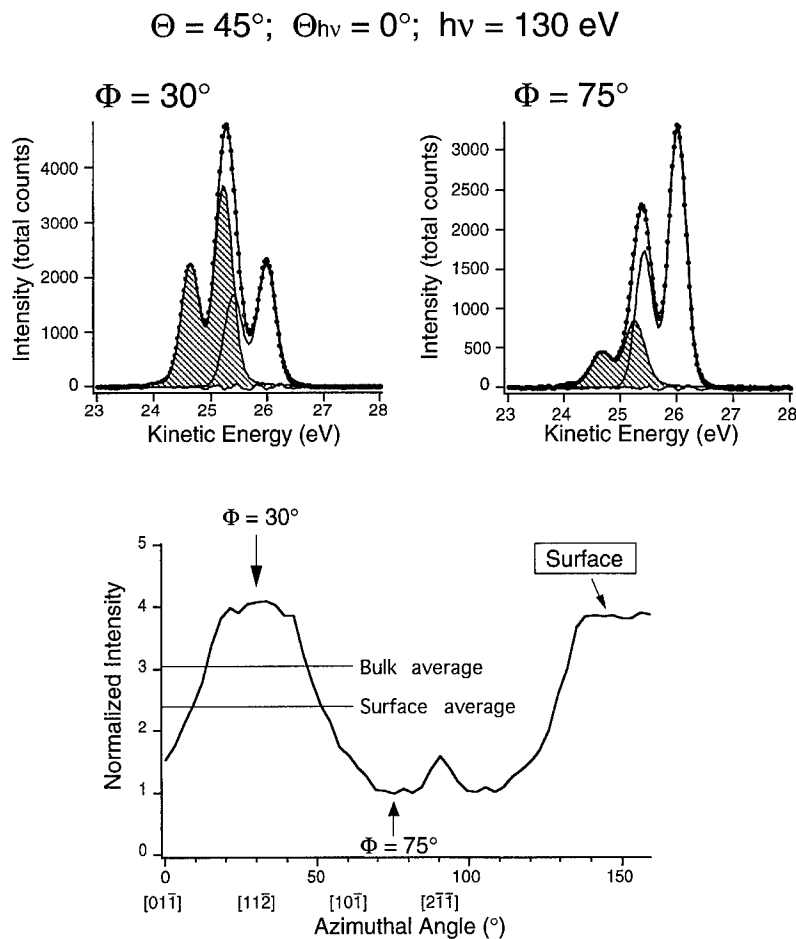 Θ = 45°; Θhν = 0°; hν = 130 eV
Φ = 30°
Φ = 75°
Intensity (total counts)
4000
3000
2000
1000
0
23 24 25 26 27 28
Kinetic Energy (eV)
Intensity (total counts)
3000
2500
2000
1500
1000
500
0
23 24 25 26 27 28
Kinetic Energy (eV)
Φ = 30°
Normalized Intensity
5
4
3
2
1
0
Surface
Bulk average
Surface average
Φ = 75°
0 50 100 150
[011̅] [112̅] [101̅] [21̅1̅]
Azimuthal Angle (°)